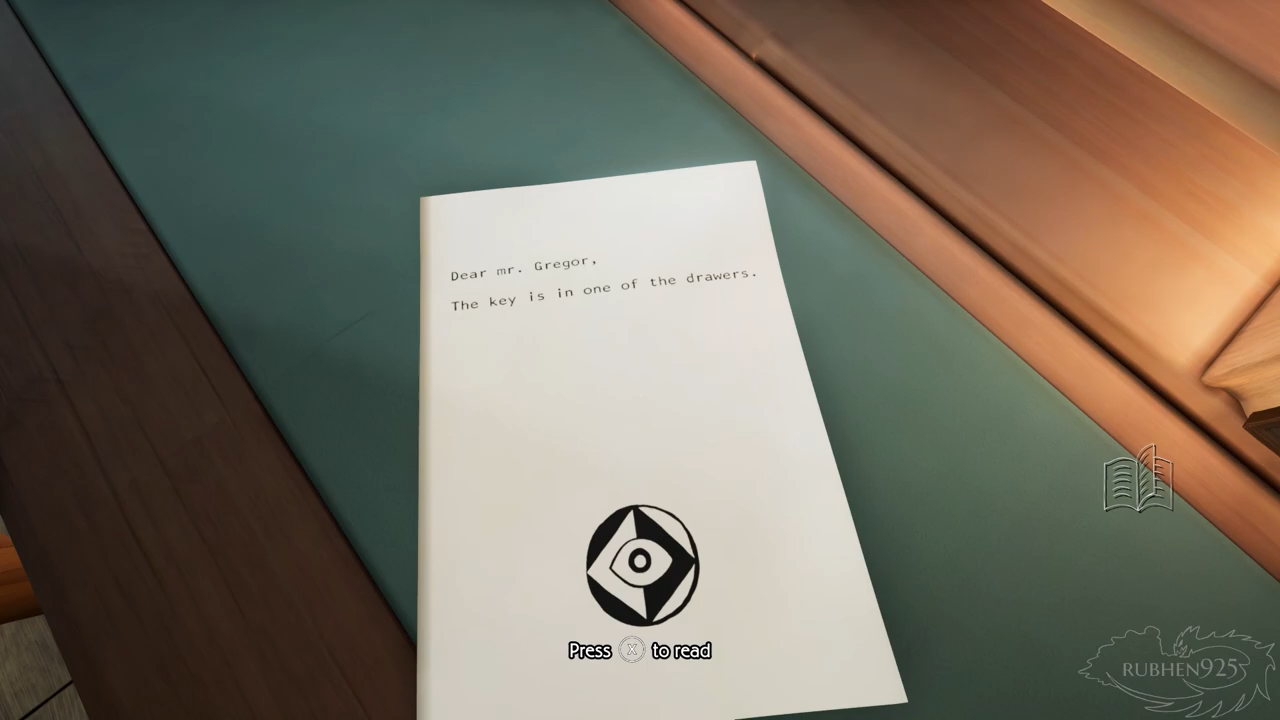 Dear mr. Gregor,
The key is in one of the drawers.
Press X to read
RUBHEN925